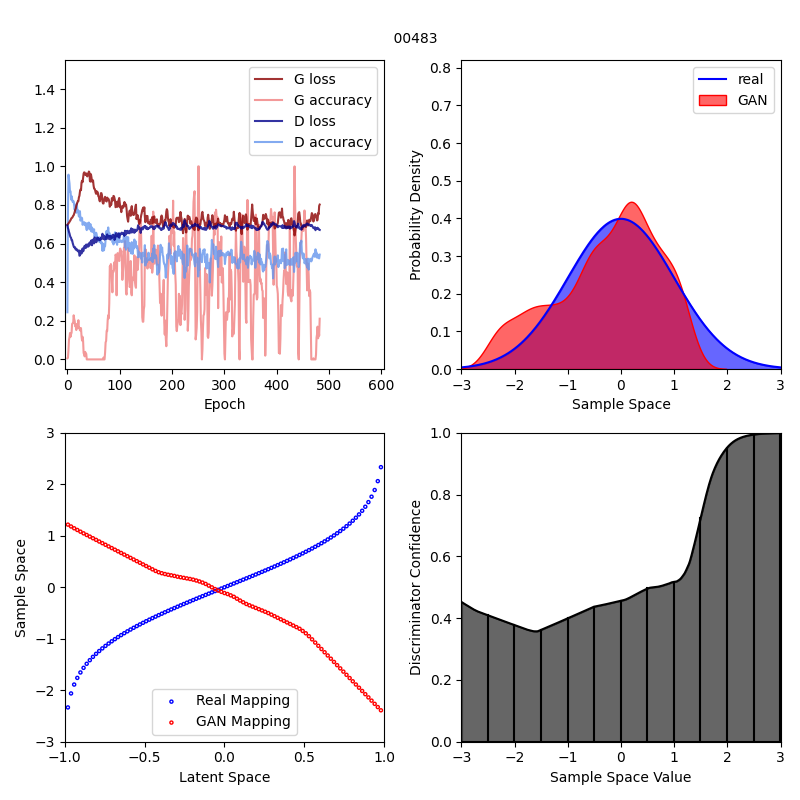 00483
G loss
G accuracy
D loss
D accuracy
1.4
1.2
1.0
0.8
0.6
0.4
0.2
0.0
0 100 200 300 400 500 600
Epoch
real
GAN
Probability Density
0.8
0.7
0.6
0.5
0.4
0.3
0.2
0.1
0.0
−3 −2 −1 0 1 2 3
Sample Space
Sample Space
3
2
1
0
−1
−2
−3
Real Mapping
GAN Mapping
−1.0 −0.5 0.0 0.5 1.0
Latent Space
Discriminator Confidence
1.0
0.8
0.6
0.4
0.2
0.0
−3 −2 −1 0 1 2 3
Sample Space Value